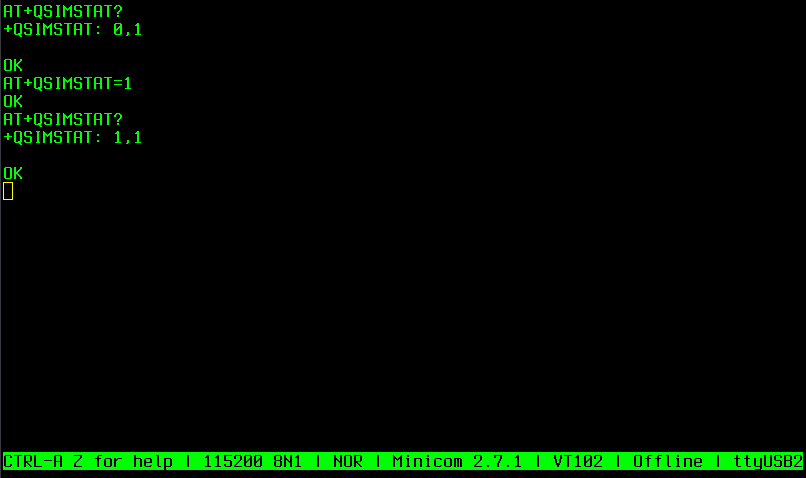 AT+QSIMSTAT?
+QSIMSTAT: 0,1
OK
AT+QSIMSTAT=1
OK
AT+QSIMSTAT?
+QSIMSTAT: 1,1
OK
CTRL-A Z for help | 115200 8N1 | NOR | Minicom 2.7.1 | VT102 | Offline | ttyUSB2